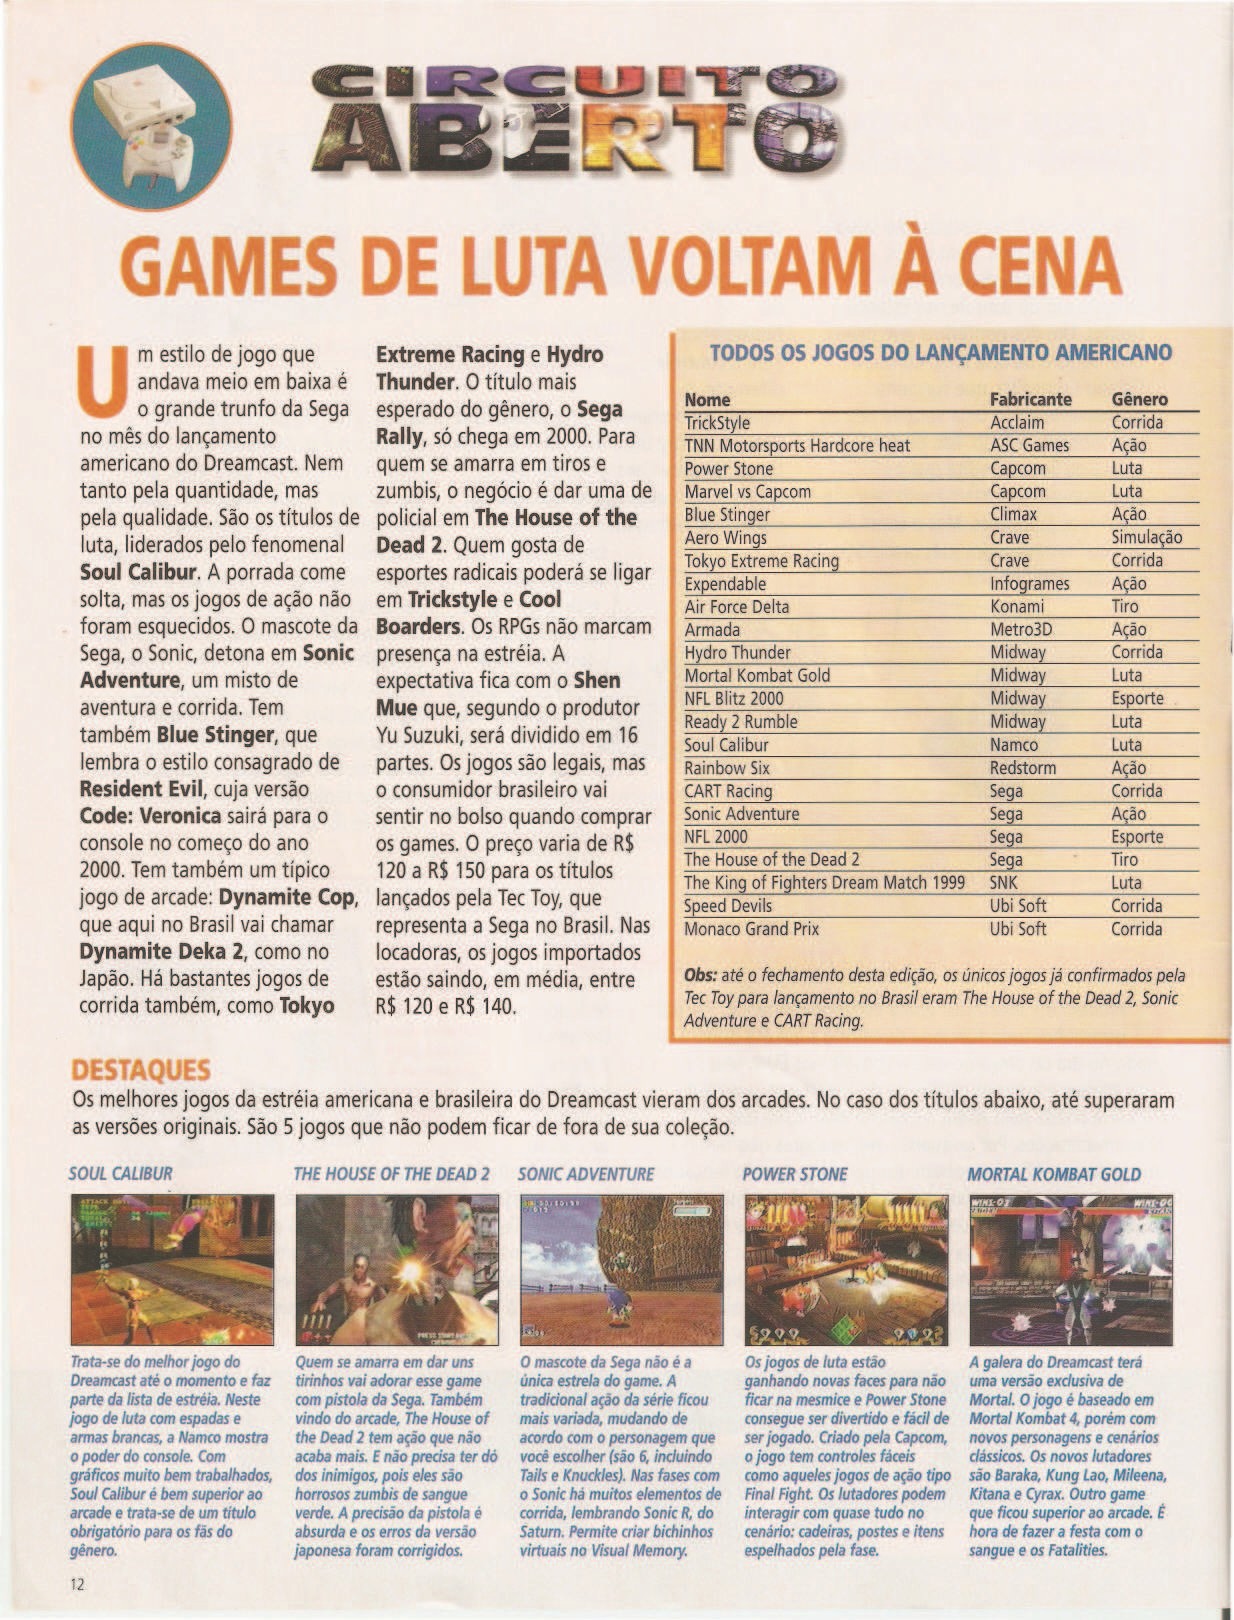 CIRCUITO
ABERTO
GAMES DE LUTA VOLTAM À CENA
Um estilo de jogo que
andava meio em baixa é
o grande trunfo da Sega
no mês do lançamento
americano do Dreamcast. Nem
tanto pela quantidade, mas
pela qualidade. São os títulos de
luta, liderados pelo fenomenal
Soul Calibur. A porrada come
solta, mas os jogos de ação não
foram esquecidos. O mascote da
Sega, o Sonic, detona em Sonic
Adventure, um misto de
aventura e corrida. Tem
também Blue Stinger, que
lembra o estilo consagrado de
Resident Evil, cuja versão
Code: Veronica sairá para o
console no começo do ano
2000. Tem também um típico
jogo de arcade: Dynamite Cop,
que aqui no Brasil vai chamar
Dynamite Deka 2, como no
Japão. Há bastantes jogos de
corrida também, como Tokyo
Extreme Racing e Hydro
Thunder. O título mais
esperado do gênero, o Sega
Rally, só chega em 2000. Para
quem se amarra em tiros e
zumbis, o negócio é dar uma de
policial em The House of the
Dead 2. Quem gosta de
esportes radicais poderá se ligar
em Trickstyle e Cool
Boarders. Os RPGs não marcam
presença na estréia. A
expectativa fica com o Shen
Mue que, segundo o produtor
Yu Suzuki, será dividido em 16
partes. Os jogos são legais, mas
o consumidor brasileiro vai
sentir no bolso quando comprar
os games. O preço varia de R$
120 a R$ 150 para os títulos
lançados pela Tec Toy, que
representa a Sega no Brasil. Nas
locadoras, os jogos importados
estão saindo, em média, entre
R$ 120 e R$ 140.
TODOS OS JOGOS DO LANÇAMENTO AMERICANO
Nome Fabricante Gênero
TrickStyle Acclaim Corrida
TNN Motorsports Hardcore heat ASC Games Ação
Power Stone Capcom Luta
Marvel vs Capcom Capcom Luta
Blue Stinger Climax Ação
Aero Wings Crave Simulação
Tokyo Extreme Racing Crave Corrida
Expendable Infogrames Ação
Air Force Delta Konami Tiro
Armada Metro3D Ação
Hydro Thunder Midway Corrida
Mortal Kombat Gold Midway Luta
NFL Blitz 2000 Midway Esporte
Ready 2 Rumble Midway Luta
Soul Calibur Namco Luta
Rainbow Six Redstorm Ação
CART Racing Sega Corrida
Sonic Adventure Sega Ação
NFL 2000 Sega Esporte
The House of the Dead 2 Sega Tiro
The King of Fighters Dream Match 1999 SNK Luta
Speed Devils Ubi Soft Corrida
Monaco Grand Prix Ubi Soft Corrida
Obs: até o fechamento desta edição, os únicos jogos já confirmados pela
Tec Toy para lançamento no Brasil eram The House of the Dead 2, Sonic
Adventure e CART Racing.
DESTAQUES
Os melhores jogos da estréia americana e brasileira do Dreamcast vieram dos arcades. No caso dos títulos abaixo, até superaram
as versões originais. São 5 jogos que não podem ficar de fora de sua coleção.
SOUL CALIBUR
Trata-se do melhor jogo do
Dreamcast até o momento e faz
parte da lista de estréia. Neste
jogo de luta com espadas e
armas brancas, a Namco mostra
o poder do console. Com
gráficos muito bem trabalhados,
Soul Calibur é bem superior ao
arcade e trata-se de um título
obrigatório para os fãs do
gênero.
THE HOUSE OF THE DEAD 2
Quem se amarra em dar uns
tirinhos vai adorar esse game
com pistola da Sega. Também
vindo do arcade, The House of
the Dead 2 tem ação que não
acaba mais. E não precisa ter dó
dos inimigos, pois eles são
horrosos zumbis de sangue
verde. A precisão da pistola é
absurda e os erros da versão
japonesa foram corrigidos.
SONIC ADVENTURE
O mascote da Sega não é a
única estrela do game. A
tradicional ação da série ficou
mais variada, mudando de
acordo com o personagem que
você escolher (são 6, incluindo
Tails e Knuckles). Nas fases com
o Sonic há muitos elementos de
corrida, lembrando Sonic R, do
Saturn. Permite criar bichinhos
virtuais no Visual Memory.
POWER STONE
Os jogos de luta estão
ganhando novas faces para não
ficar na mesmice e Power Stone
consegue ser divertido e fácil de
ser jogado. Criado pela Capcom,
o jogo tem controles fáceis
como aqueles jogos de ação tipo
Final Fight. Os lutadores podem
interagir com quase tudo no
cenário: cadeiras, postes e itens
espelhados pela fase.
MORTAL KOMBAT GOLD
A galera do Dreamcast terá
uma versão exclusiva de
Mortal. O jogo é baseado em
Mortal Kombat 4, porém com
novos personagens e cenários
clássicos. Os novos lutadores
são Baraka, Kung Lao, Mileena,
Kitana e Cyrax. Outro game
que ficou superior ao arcade. É
hora de fazer a festa com o
sangue e os Fatalities.
12